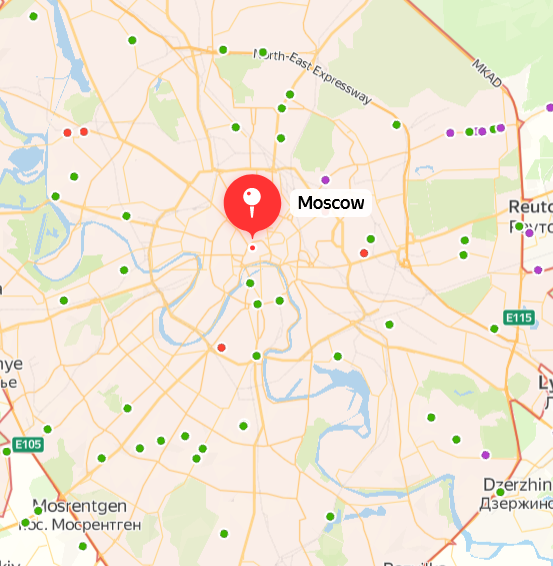 North-East Expressway
MKAD
Moscow
Reuto
Реуто
E115
nye
ье
Ly
Л
E105
Dzerzhin
Дзержинс
Mosrentgen
пос. Мосрентген